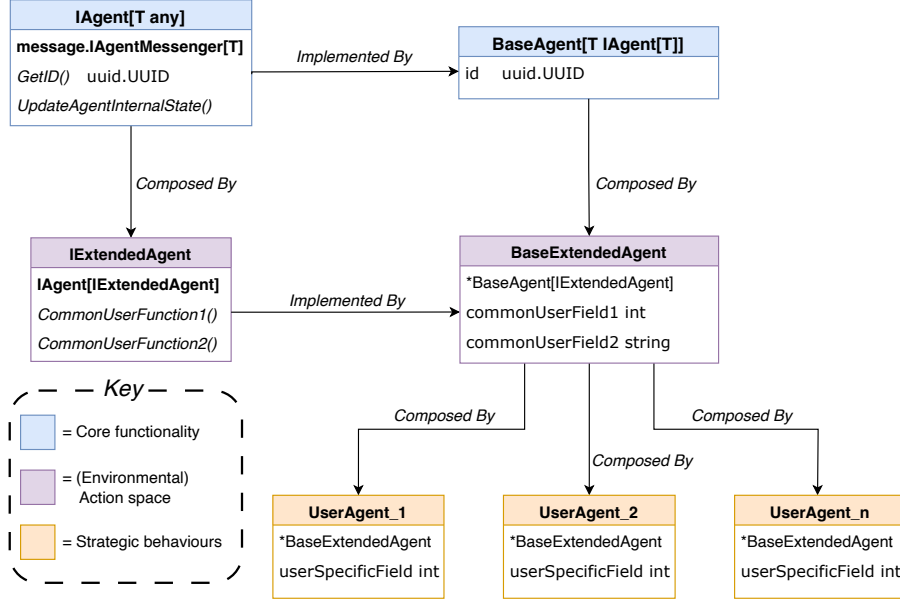 IAgent[T any]
message.IAgentMessenger[T]
GetID() uuid.UUID
UpdateAgentInternalState()
Implemented By
BaseAgent[T IAgent[T]]
id uuid.UUID
Composed By
Composed By
IExtendedAgent
IAgent[IExtendedAgent]
CommonUserFunction1()
CommonUserFunction2()
Implemented By
BaseExtendedAgent
*BaseAgent[IExtendedAgent]
commonUserField1 int
commonUserField2 string
Key
= Core functionality
= (Environmental)
Action space
= Strategic behaviours
Composed By
Composed By
Composed By
UserAgent_1
*BaseExtendedAgent
userSpecificField int
UserAgent_2
*BaseExtendedAgent
userSpecificField int
UserAgent_n
*BaseExtendedAgent
userSpecificField int